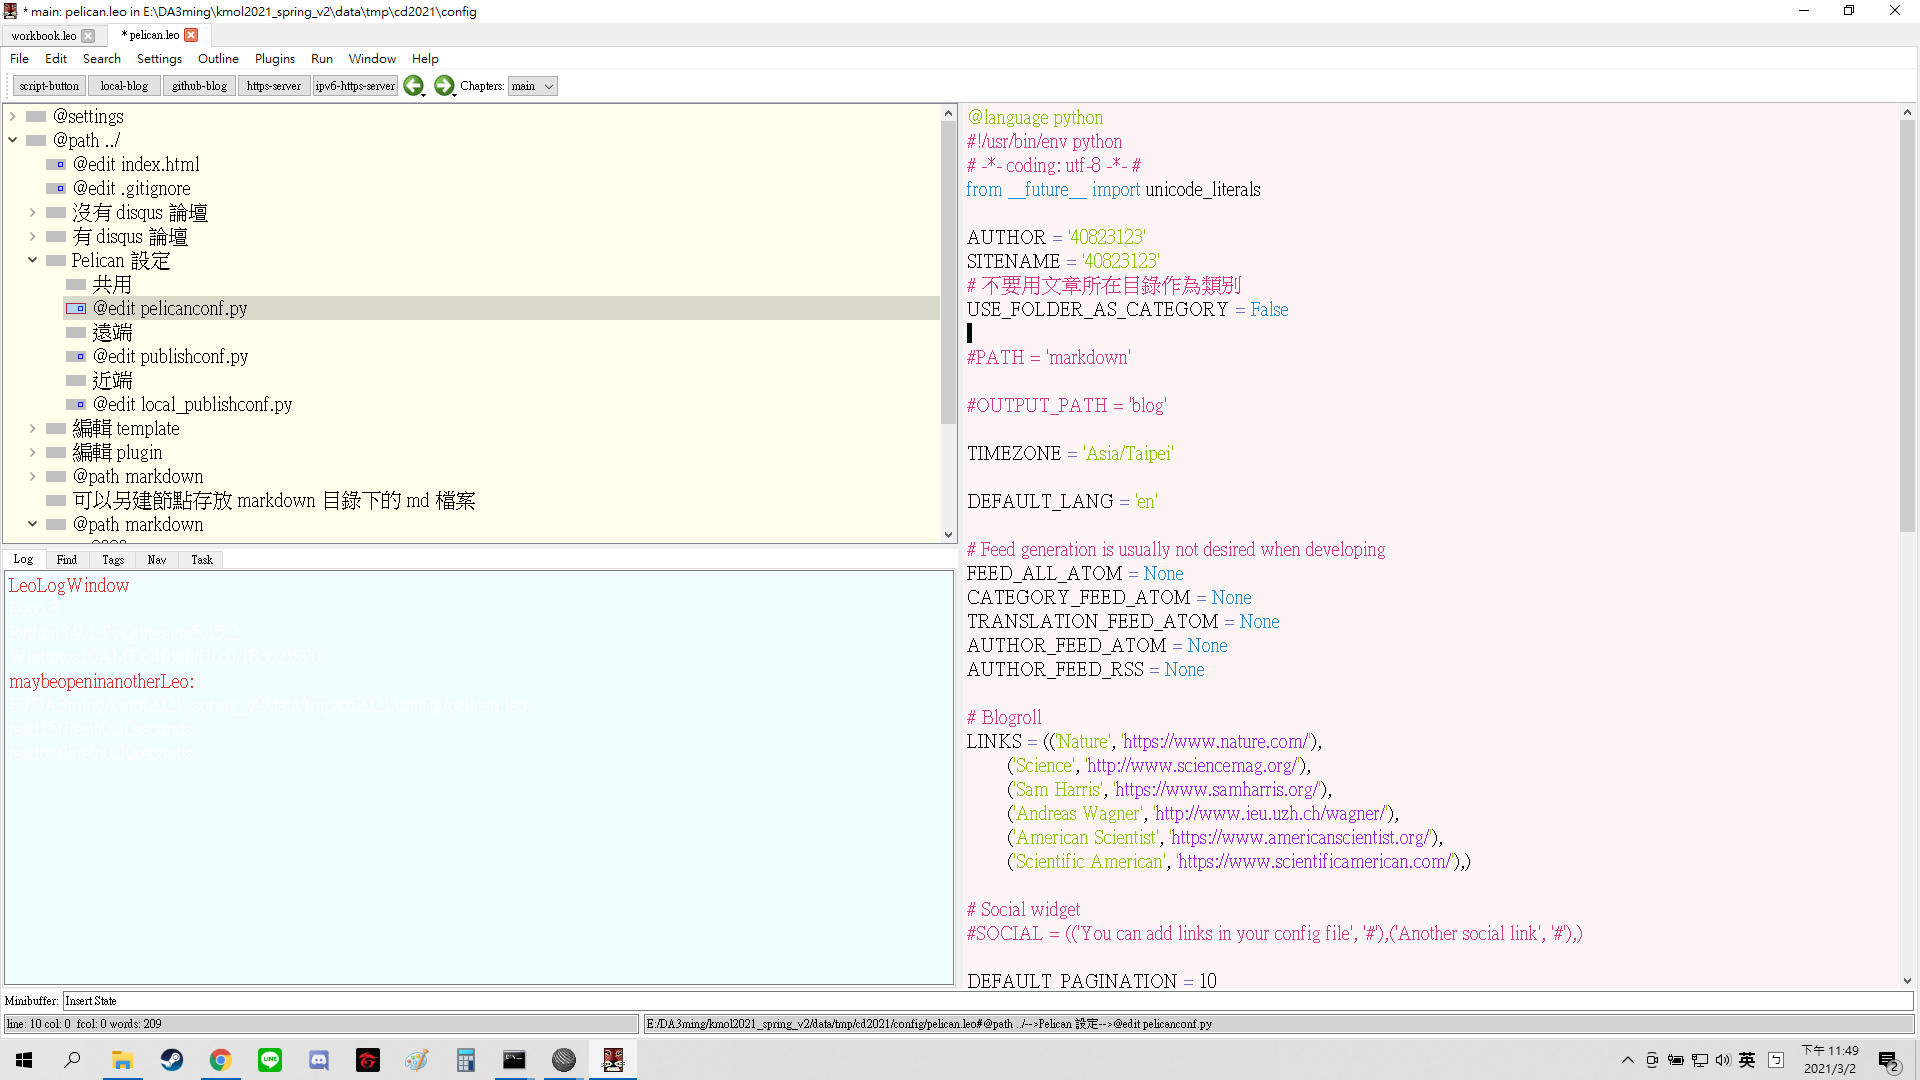 * main: pelican.leo in E:\DA3ming\kmol2021_spring_v2\data\tmp\cd2021\config
workbook.leo
* pelican.leo
File Edit Search Settings Outline Plugins Run Window Help
script-button local-blog github-blog https-server ipv6-https-server Chapters: main
@settings
@path ../
@edit index.html
@edit .gitignore
沒有 disqus 論壇
有 disqus 論壇
Pelican 設定
共用
@edit pelicanconf.py
遠端
@edit publishconf.py
近端
@edit local_publishconf.py
編輯 template
編輯 plugin
@path markdown
可以另建節點存放 markdown 目錄下的 md 檔案
@path markdown
Log Find Tags Nav Task
LeoLogWindow
maybeopeninanotherLeo:
@language python
#!/usr/bin/env python
# -*- coding: utf-8 -*- #
from __future__ import unicode_literals
AUTHOR = '40823123'
SITENAME = '40823123'
# 不要用文章所在目錄作為類别
USE_FOLDER_AS_CATEGORY = False
#PATH = 'markdown'
#OUTPUT_PATH = 'blog'
TIMEZONE = 'Asia/Taipei'
DEFAULT_LANG = 'en'
# Feed generation is usually not desired when developing
FEED_ALL_ATOM = None
CATEGORY_FEED_ATOM = None
TRANSLATION_FEED_ATOM = None
AUTHOR_FEED_ATOM = None
AUTHOR_FEED_RSS = None
# Blogroll
LINKS = (('Nature', 'https://www.nature.com/'),
('Science', 'http://www.sciencemag.org/'),
('Sam Harris', 'https://www.samharris.org/'),
('Andreas Wagner', 'http://www.ieu.uzh.ch/wagner/'),
('American Scientist', 'https://www.americanscientist.org/'),
('Scientific American', 'https://www.scientificamerican.com/'),)
# Social widget
#SOCIAL = (('You can add links in your config file', '#'),('Another social link', '#'),)
DEFAULT_PAGINATION = 10
Minibuffer: Insert State
line: 10 col: 0 fcol: 0 words: 209
E:/DA3ming/kmol2021_spring_v2/data/tmp/cd2021/config/pelican.leo#@path ../-->Pelican 設定-->@edit pelicanconf.py
英
下午 11:49
2021/3/2
2